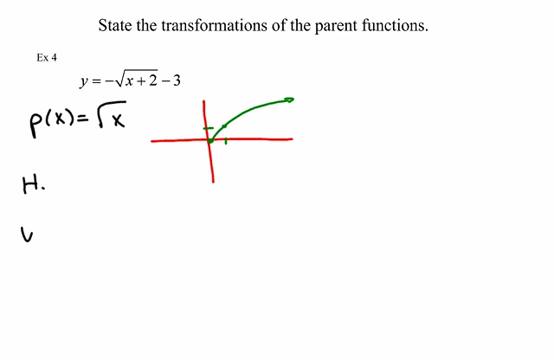 State the transformations of the parent functions.
Ex 4
y = −√(x + 2) − 3
p(x) = √x
H.
V